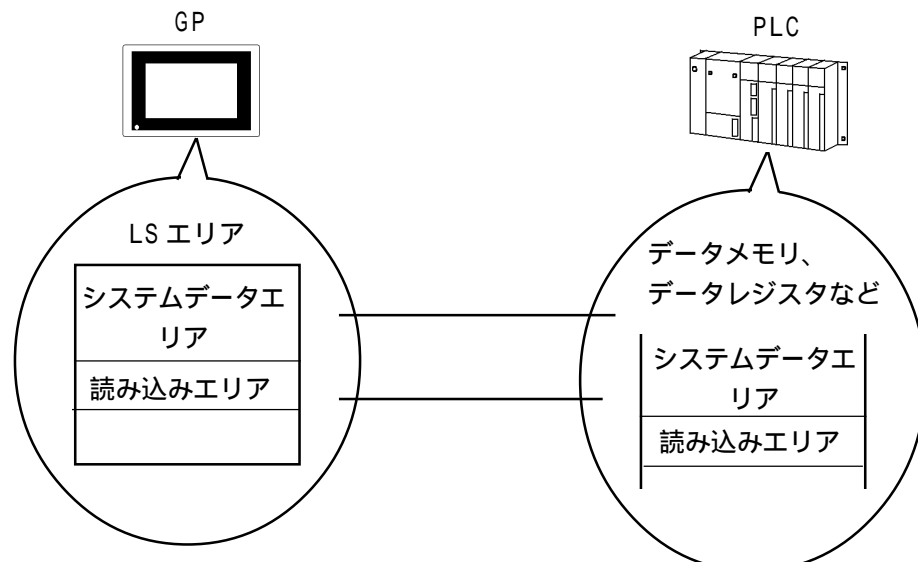 GP
PLC
LS エリア
システムデータエ
リア
読み込みエリア
データメモリ、
データレジスタなど
システムデータエ
リア
読み込みエリア